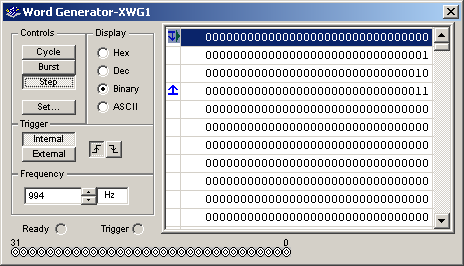 Word Generator-XWG1
Controls
Cycle
Burst
Step
Set...
Display
Hex
Dec
Binary
ASCII
Trigger
Internal
External
Frequency
994 Hz
Ready Trigger
31 0
00000000000000000000000000000000
00000000000000000000000000000001
00000000000000000000000000000010
00000000000000000000000000000011
00000000000000000000000000000000
00000000000000000000000000000000
00000000000000000000000000000000
00000000000000000000000000000000
00000000000000000000000000000000
00000000000000000000000000000000
00000000000000000000000000000000